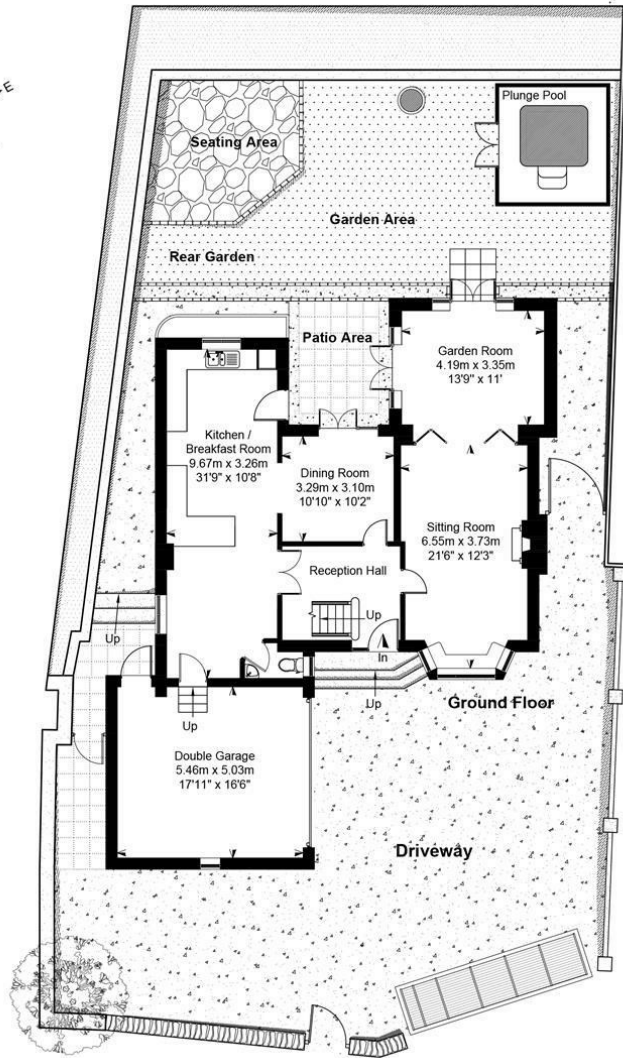 Plunge Pool
Seating Area
Garden Area
Rear Garden
Patio Area
Garden Room
4.19m x 3.35m
13'9" x 11'
Kitchen /
Breakfast Room
9.67m x 3.26m
31'9" x 10'8"
Dining Room
3.29m x 3.10m
10'10" x 10'2"
Sitting Room
6.55m x 3.73m
21'6" x 12'3"
Reception Hall
Up
In
Up
Up
Up
Ground Floor
Double Garage
5.46m x 5.03m
17'11" x 16'6"
Driveway